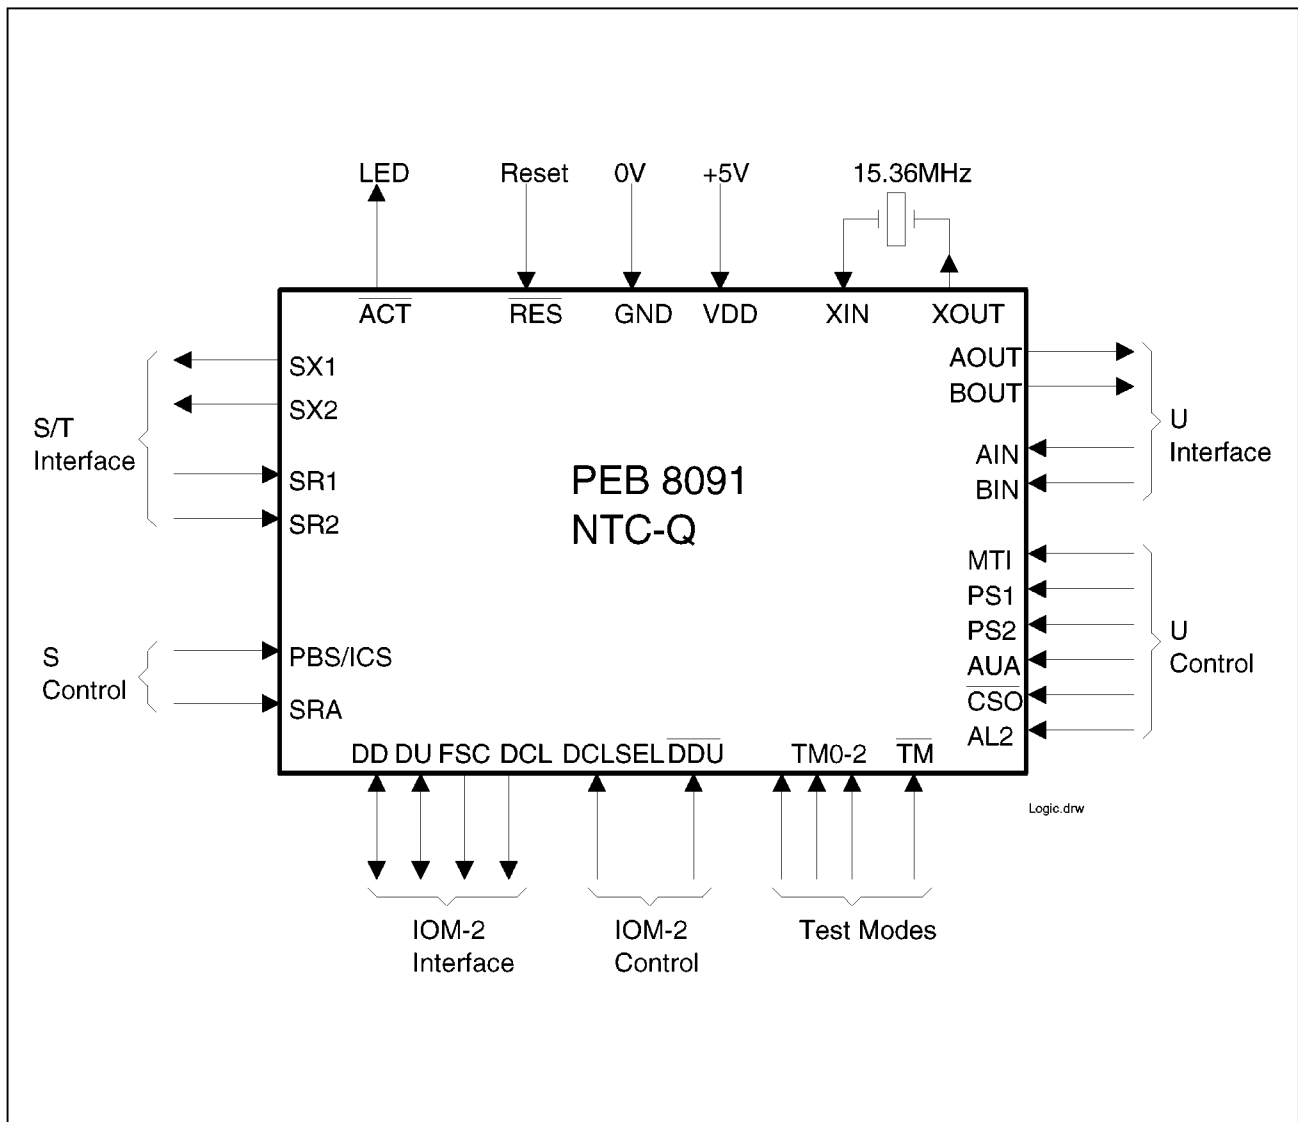 LED Reset 0V +5V 15.36MHz
ACT RES GND VDD XIN XOUT
SX1
SX2
SR1
SR2
S/T
Interface
PBS/ICS
SRA
S
Control
PEB 8091
NTC-Q
AOUT
BOUT
AIN
BIN
U
Interface
MTI
PS1
PS2
AUA
CSO
AL2
U
Control
DD DU FSC DCL DCLSEL DDU TM0-2 TM
Logic.drw
IOM-2
Interface
IOM-2
Control
Test Modes